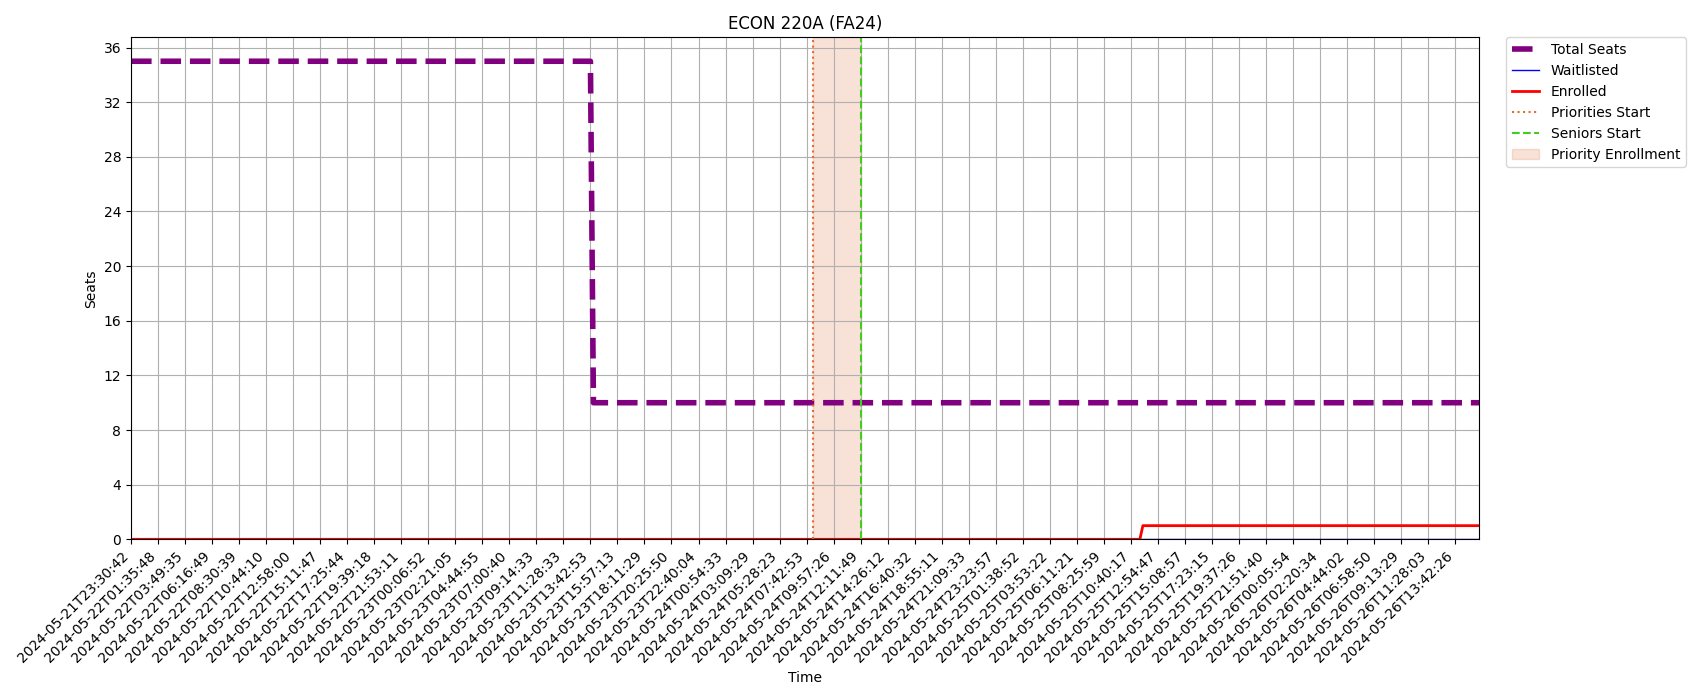 ECON 220A (FA24)
Total Seats
Waitlisted
Enrolled
Priorities Start
Seniors Start
Priority Enrollment
Seats
36
32
28
24
20
16
12
8
4
0
2024-05-21T23:30:42
2024-05-22T01:35:48
2024-05-22T03:49:35
2024-05-22T06:16:49
2024-05-22T08:30:39
2024-05-22T10:44:10
2024-05-22T12:58:00
2024-05-22T15:11:47
2024-05-22T17:25:44
2024-05-22T19:39:18
2024-05-22T21:53:11
2024-05-23T00:06:52
2024-05-23T02:21:05
2024-05-23T04:44:55
2024-05-23T07:00:40
2024-05-23T09:14:33
2024-05-23T11:28:33
2024-05-23T13:42:53
2024-05-23T15:57:13
2024-05-23T18:11:29
2024-05-23T20:25:50
2024-05-23T22:40:04
2024-05-24T00:54:33
2024-05-24T03:09:29
2024-05-24T05:28:23
2024-05-24T07:42:53
2024-05-24T09:57:26
2024-05-24T12:11:49
2024-05-24T14:26:12
2024-05-24T16:40:32
2024-05-24T18:55:11
2024-05-24T21:09:33
2024-05-24T23:23:57
2024-05-25T01:38:52
2024-05-25T03:53:22
2024-05-25T06:11:21
2024-05-25T08:25:59
2024-05-25T10:40:17
2024-05-25T12:54:47
2024-05-25T15:08:57
2024-05-25T17:23:15
2024-05-25T19:37:26
2024-05-25T21:51:40
2024-05-26T00:05:54
2024-05-26T02:20:34
2024-05-26T04:44:02
2024-05-26T06:58:50
2024-05-26T09:13:29
2024-05-26T11:28:03
2024-05-26T13:42:26
Time